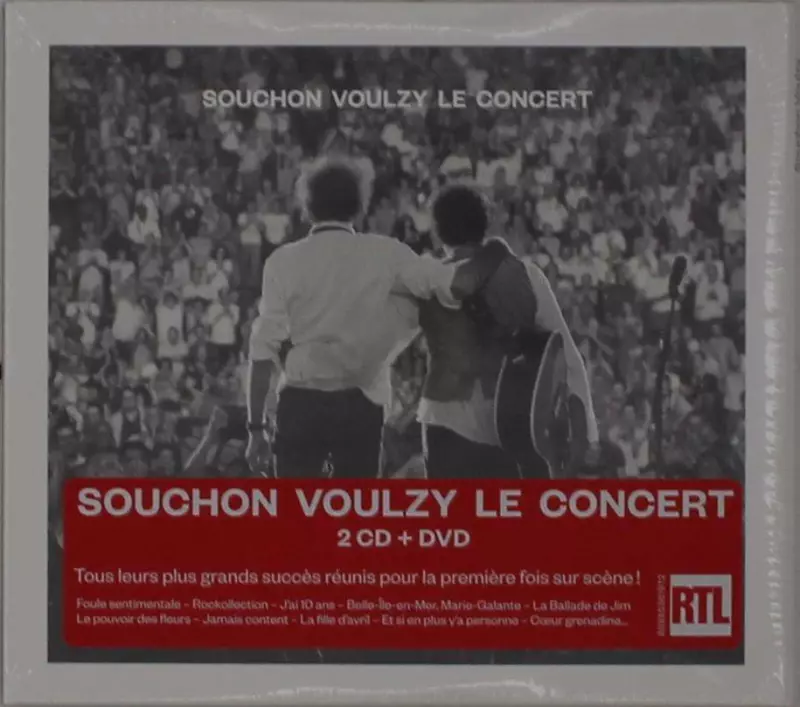 SOUCHON VOULZY LE CONCERT
SOUCHON VOULZY LE CONCERT
2 CD + DVD
Tous leurs plus grands succès réunis pour la première fois sur scène !
Foule sentimentale – Rockollection – J'ai 10 ans – Belle-Île-en-Mer, Marie-Galante – La Ballade de Jim
Le pouvoir des fleurs – Jamais content – La fille d'avril – Et si en plus y'a personne – Cœur grenadine...
RTL